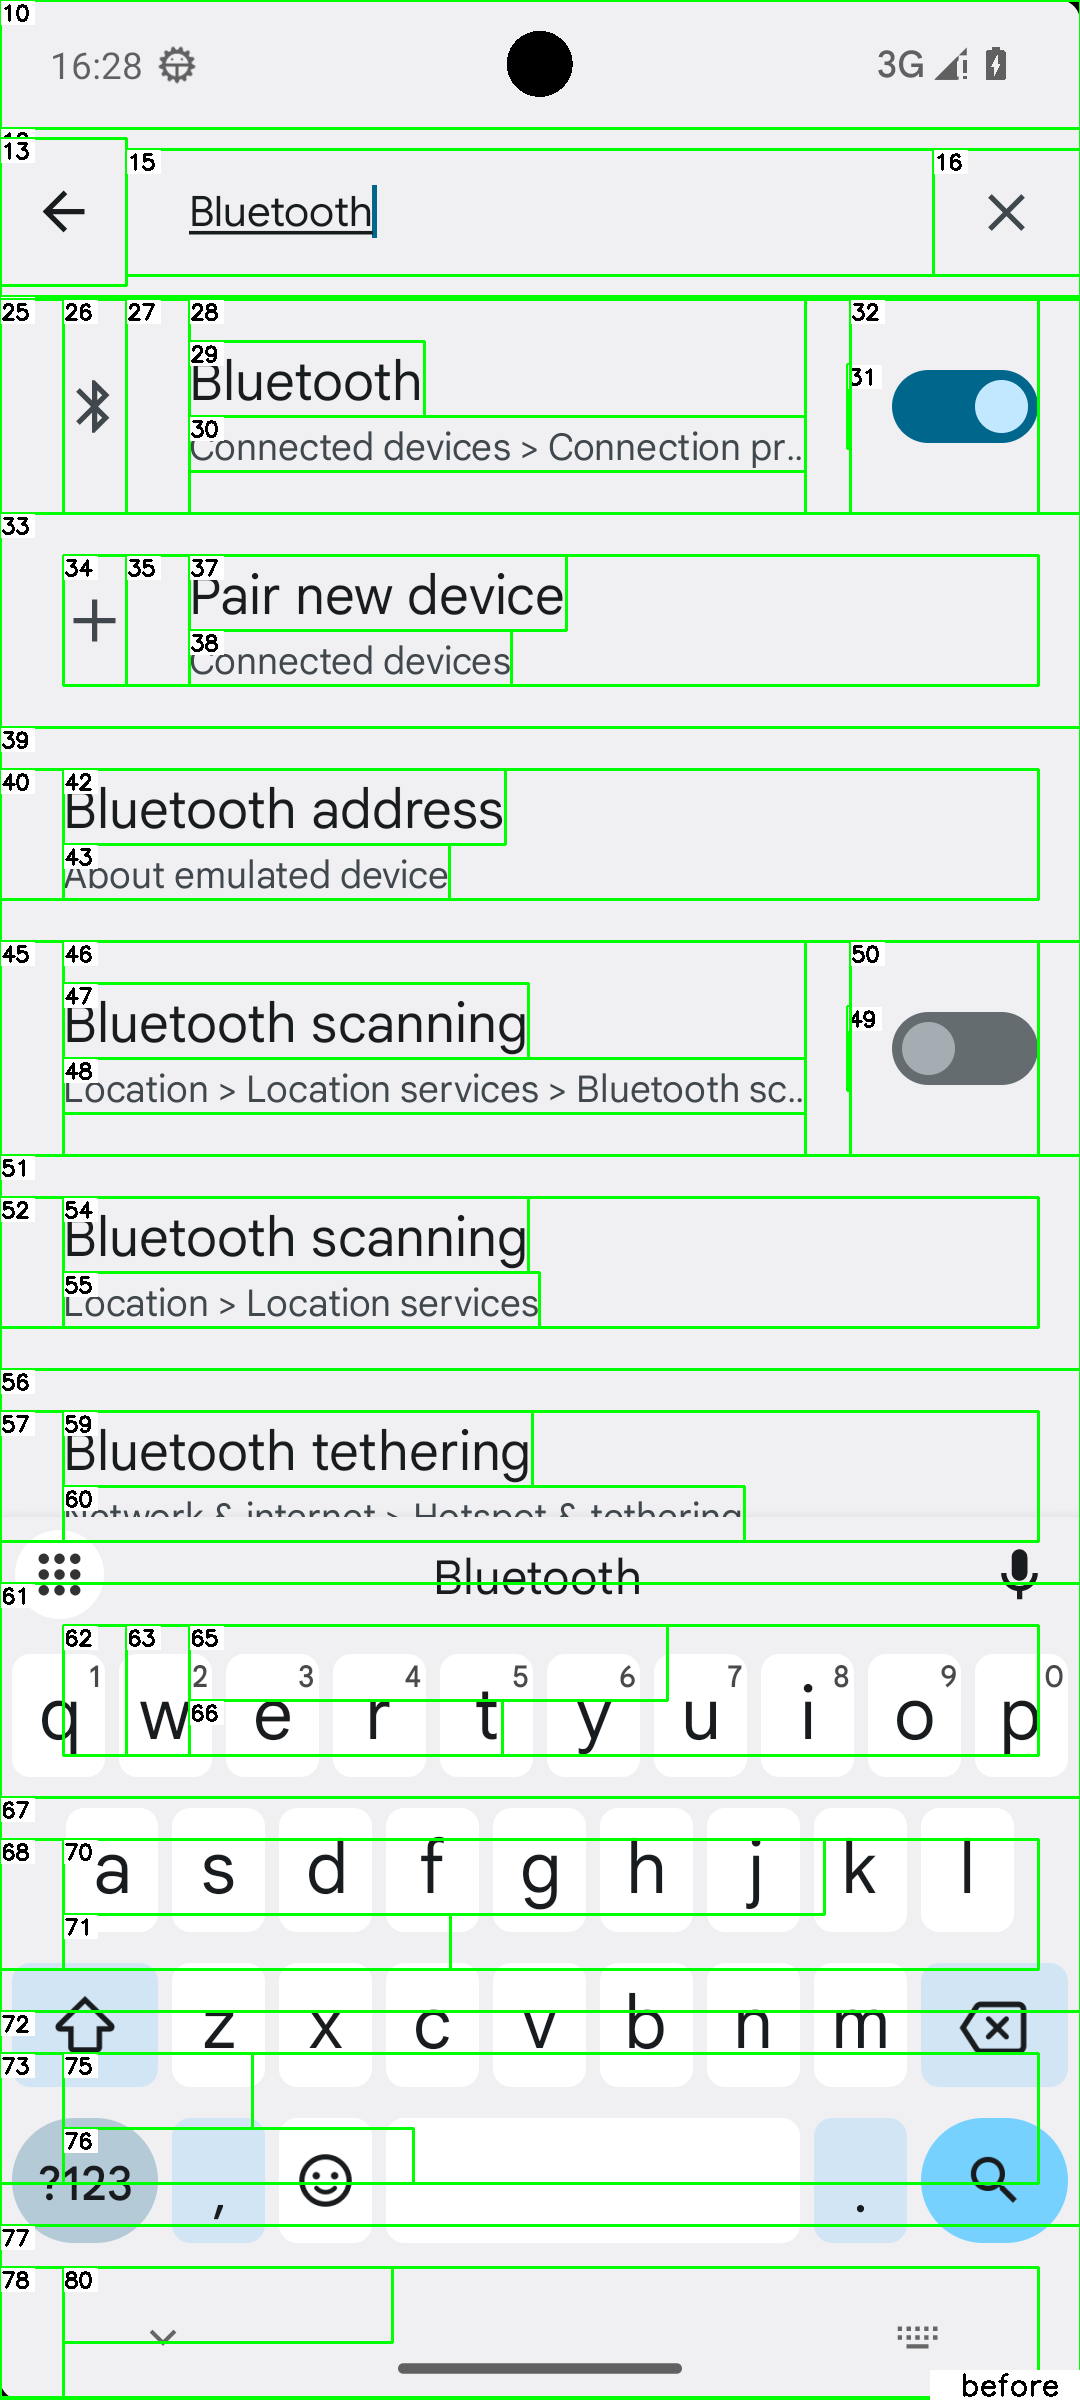 10
16:28
3G
13
15
Bluetooth
16
25
26
27
28
32
29
Bluetooth
31
30
Connected devices > Connection pr..
33
34
35
37
Pair new device
38
Connected devices
39
40
42
Bluetooth address
43
About emulated device
45
46
50
47
Bluetooth scanning
49
48
Location > Location services > Bluetooth sc..
51
52
54
Bluetooth scanning
55
Location > Location services
56
57
59
Bluetooth tethering
60
Network & internet > Hotspot & tethering
Bluetooth
61
62
63
65
1 2 3 4 5 6 7 8 9 0
q w e r t y u i o p
66
67
68
70
a s d f g h j k l
71
72
z x c v b n m
73
75
76
?123 , .
77
78
80
before